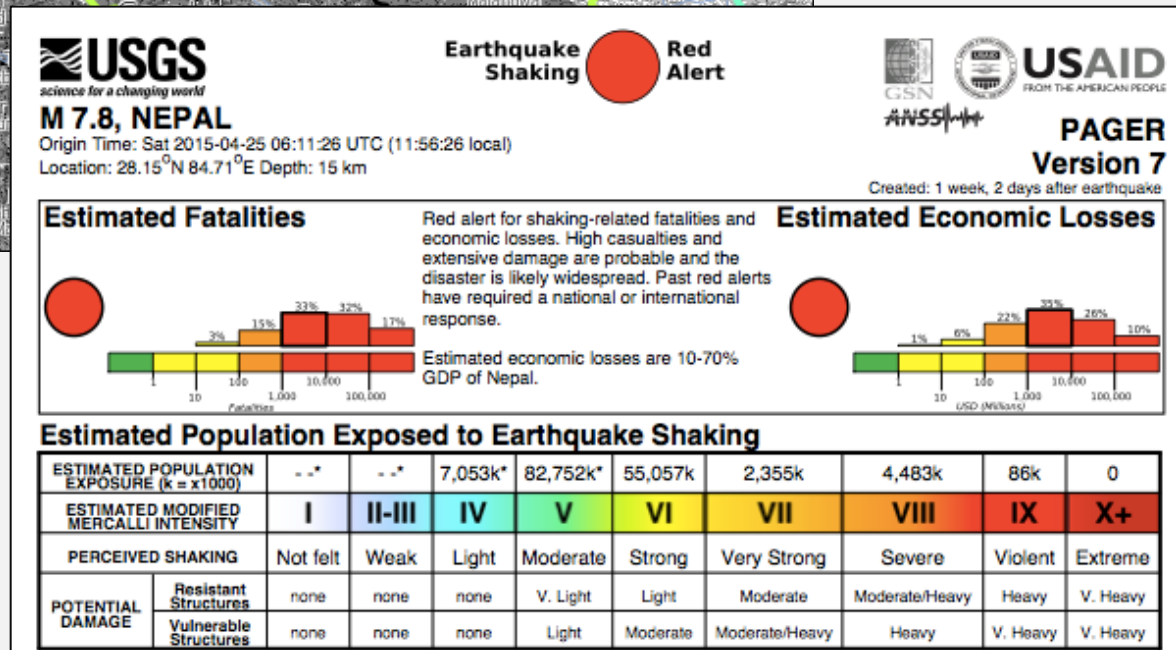 USGS
science for a changing world
Earthquake Shaking
Red Alert
GSN
ANSS
USAID
FROM THE AMERICAN PEOPLE
M 7.8, NEPAL
Origin Time: Sat 2015-04-25 06:11:26 UTC (11:56:26 local)
Location: 28.15°N 84.71°E Depth: 15 km
PAGER
Version 7
Created: 1 week, 2 days after earthquake
Estimated Fatalities
3% 15% 33% 32% 17%
1 100 10,000
10 1,000 100,000
Fatalities
Red alert for shaking-related fatalities and
economic losses. High casualties and
extensive damage are probable and the
disaster is likely widespread. Past red alerts
have required a national or international
response.
Estimated economic losses are 10-70%
GDP of Nepal.
Estimated Economic Losses
1% 6% 22% 35% 26% 10%
1 100 10,000
10 1,000 100,000
USD (Millions)
Estimated Population Exposed to Earthquake Shaking
ESTIMATED POPULATION EXPOSURE (k = x1000) - -* - -* 7,053k* 82,752k* 55,057k 2,355k 4,483k 86k 0
ESTIMATED MODIFIED MERCALLI INTENSITY I II-III IV V VI VII VIII IX X+
PERCEIVED SHAKING Not felt Weak Light Moderate Strong Very Strong Severe Violent Extreme
POTENTIAL DAMAGE
Resistant Structures none none none V. Light Light Moderate Moderate/Heavy Heavy V. Heavy
Vulnerable Structures none none none Light Moderate Moderate/Heavy Heavy V. Heavy V. Heavy